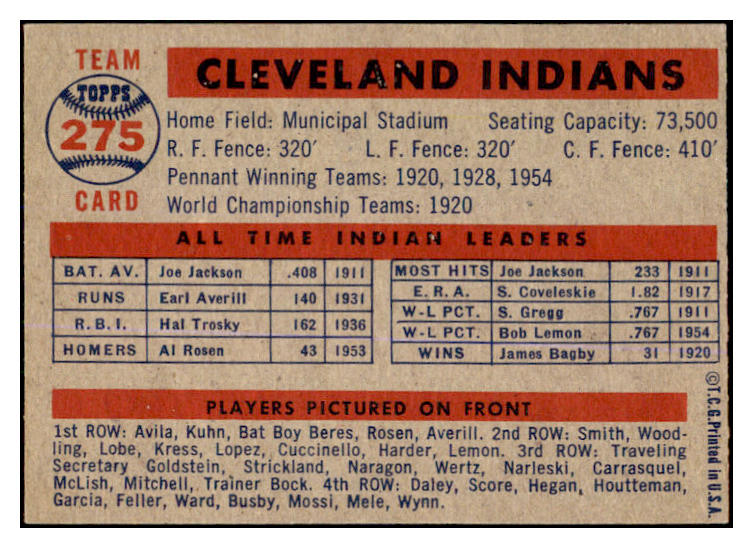 TEAM
TOPPS
275
CARD
CLEVELAND INDIANS
Home Field: Municipal Stadium Seating Capacity: 73,500
R. F. Fence: 320′ L. F. Fence: 320′ C. F. Fence: 410′
Pennant Winning Teams: 1920, 1928, 1954
World Championship Teams: 1920
ALL TIME INDIAN LEADERS
BAT. AV. Joe Jackson .408 1911
RUNS Earl Averill 140 1931
R.B.I. Hal Trosky 162 1936
HOMERS Al Rosen 43 1953
MOST HITS Joe Jackson 233 1911
E.R.A. S. Coveleskie 1.82 1917
W-L PCT. S. Gregg .767 1911
W-L PCT. Bob Lemon .767 1954
WINS James Bagby 31 1920
PLAYERS PICTURED ON FRONT
1st ROW: Avila, Kuhn, Bat Boy Beres, Rosen, Averill. 2nd ROW: Smith, Wood-
ling, Lobe, Kress, Lopez, Cuccinello, Harder, Lemon. 3rd ROW: Traveling
Secretary Goldstein, Strickland, Naragon, Wertz, Narleski, Carrasquel,
McLish, Mitchell, Trainer Bock. 4th ROW: Daley, Score, Hegan, Houtteman,
Garcia, Feller, Ward, Busby, Mossi, Mele, Wynn.
©T.C.G. Printed in U.S.A.